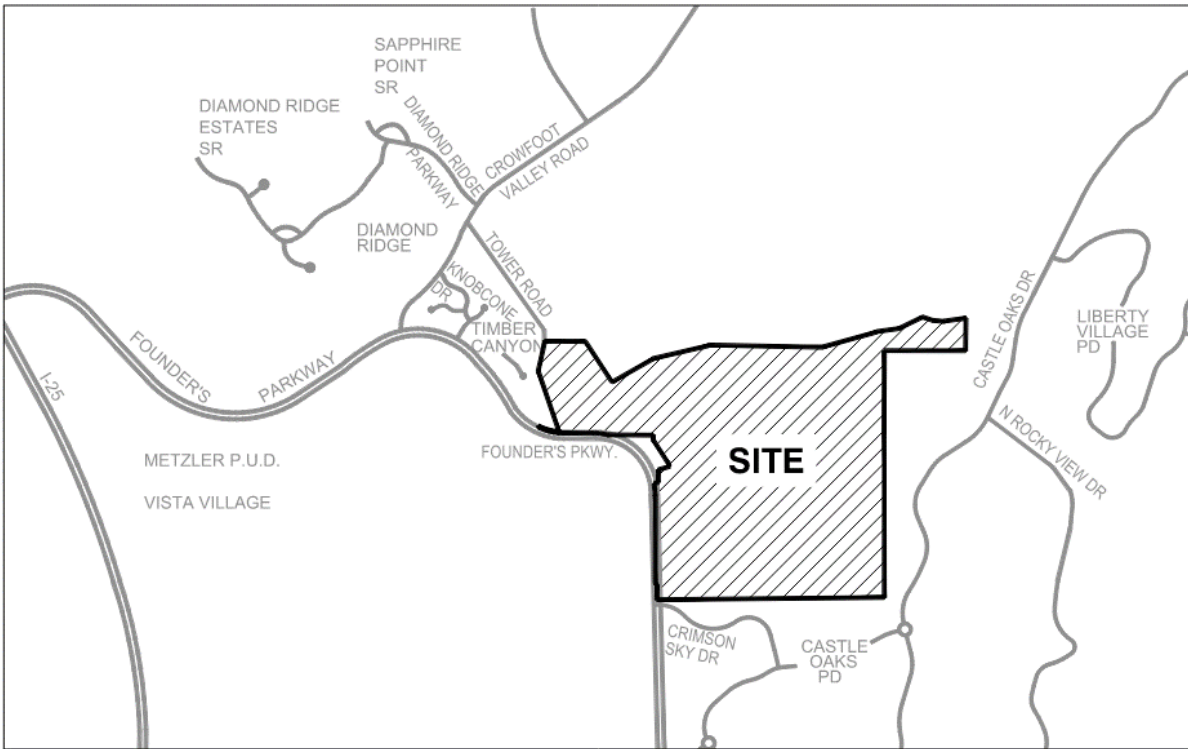 SAPPHIRE
POINT
SR
DIAMOND RIDGE
ESTATES
SR
DIAMOND RIDGE
PARKWAY
CROWFOOT
VALLEY ROAD
DIAMOND
RIDGE
TOWER ROAD
KNOBCONE
DR
TIMBER
CANYON
FOUNDER'S
PARKWAY
I-25
CASTLE OAKS DR
LIBERTY
VILLAGE
PD
N ROCKY VIEW DR
METZLER P.U.D.
VISTA VILLAGE
FOUNDER'S PKWY.
SITE
CRIMSON
SKY DR
CASTLE
OAKS
PD